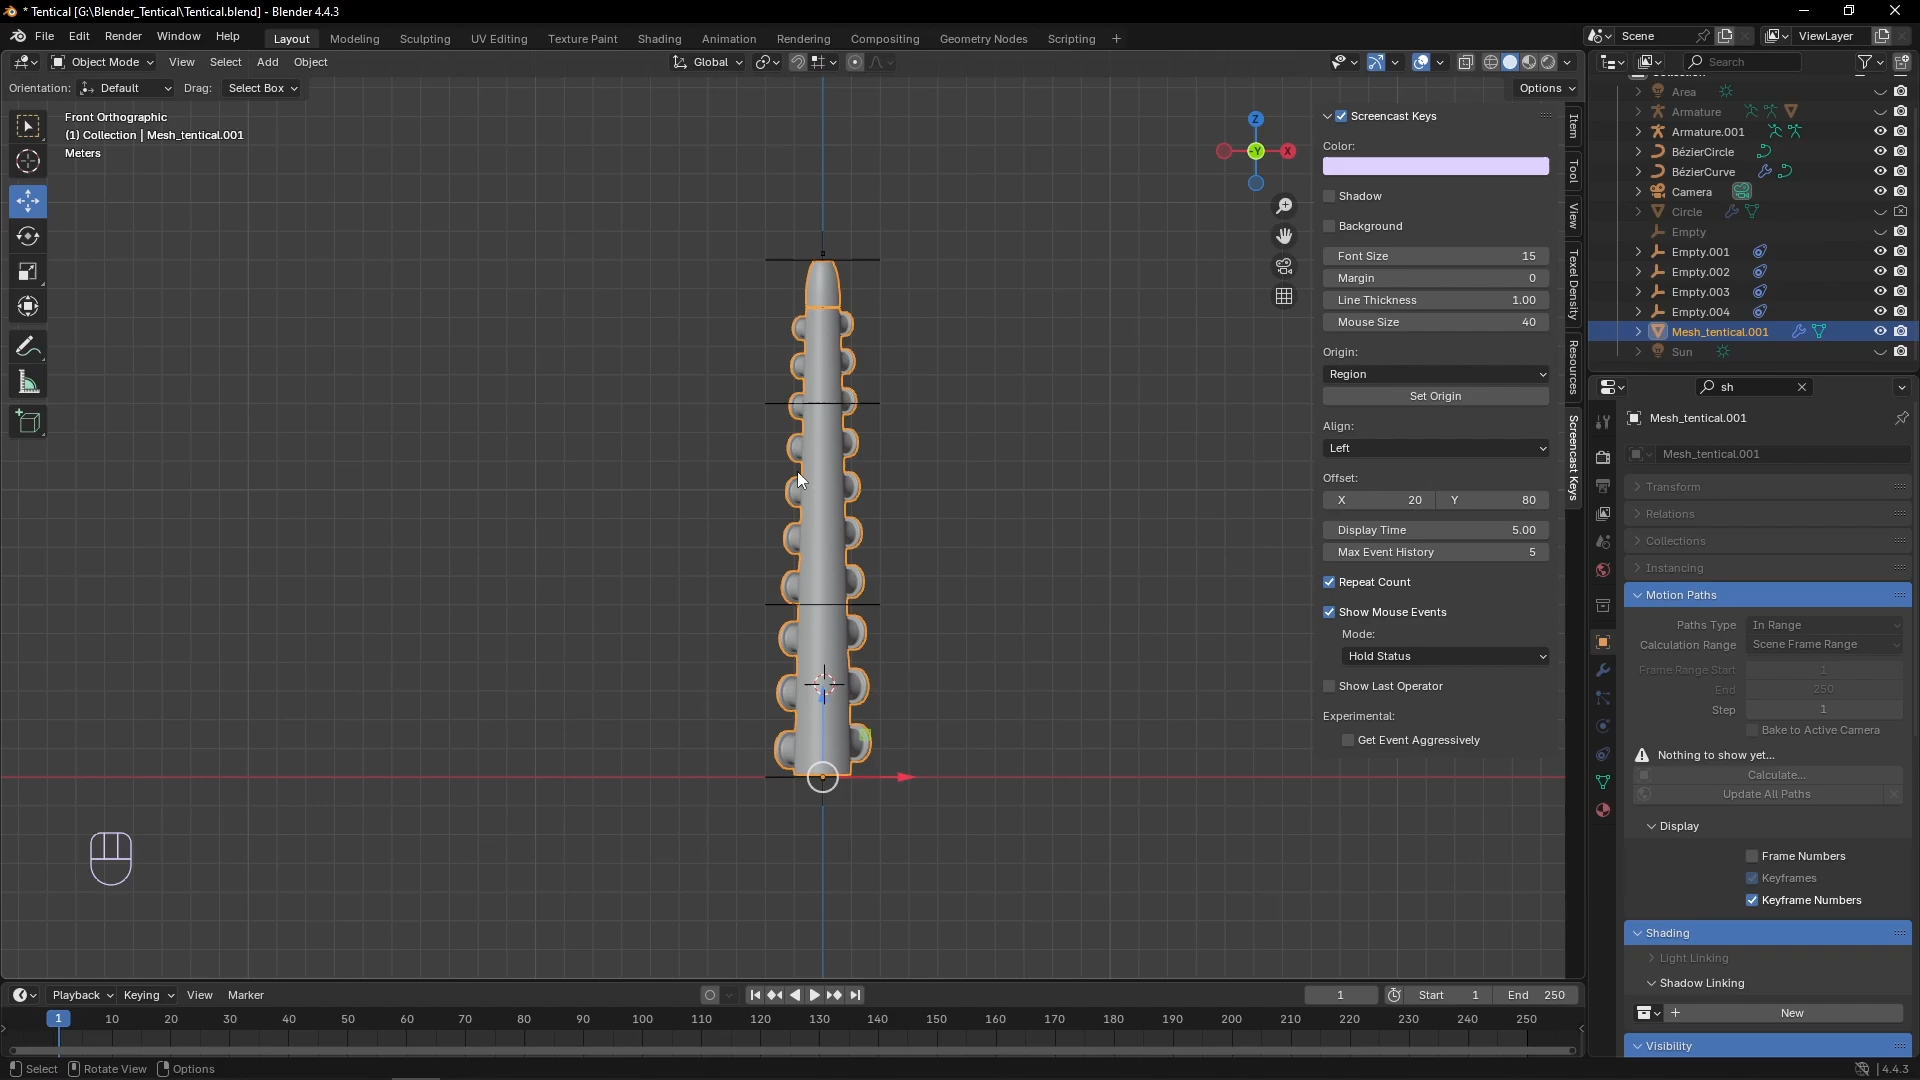 * Tentical [G:\Blender_Tentical\Tentical.blend] - Blender 4.4.3
File Edit Render Window Help Layout Modeling Sculpting UV Editing Texture Paint Shading Animation Rendering Compositing Geometry Nodes Scripting + Scene ViewLayer
Object Mode View Select Add Object Global Search
Orientation: Default Drag: Select Box Options
Front Orthographic
(1) Collection | Mesh_tentical.001
Meters
Z
-Y
X
Screencast Keys
Color:
Shadow
Background
Font Size 15
Margin 0
Line Thickness 1.00
Mouse Size 40
Origin:
Region
Set Origin
Align:
Left
Offset:
X 20 Y 80
Display Time 5.00
Max Event History 5
Repeat Count
Show Mouse Events
Mode:
Hold Status
Show Last Operator
Experimental:
Get Event Aggressively
Item
Tool
View
Texel Density
Resources
Screencast Keys
Area
Armature
Armature.001
BézierCircle
BézierCurve
Camera
Circle
Empty
Empty.001
Empty.002
Empty.003
Empty.004
Mesh_tentical.001
Sun
sh
Mesh_tentical.001
Mesh_tentical.001
Transform
Relations
Collections
Instancing
Motion Paths
Paths Type In Range
Calculation Range Scene Frame Range
Frame Range Start 1
End 250
Step 1
Bake to Active Camera
Nothing to show yet...
Calculate...
Update All Paths
Display
Frame Numbers
Keyframes
Keyframe Numbers
Shading
Light Linking
Shadow Linking
New
Visibility
Playback Keying View Marker 1 Start 1 End 250
1 10 20 30 40 50 60 70 80 90 100 110 120 130 140 150 160 170 180 190 200 210 220 230 240 250
Select Rotate View Options 4.4.3